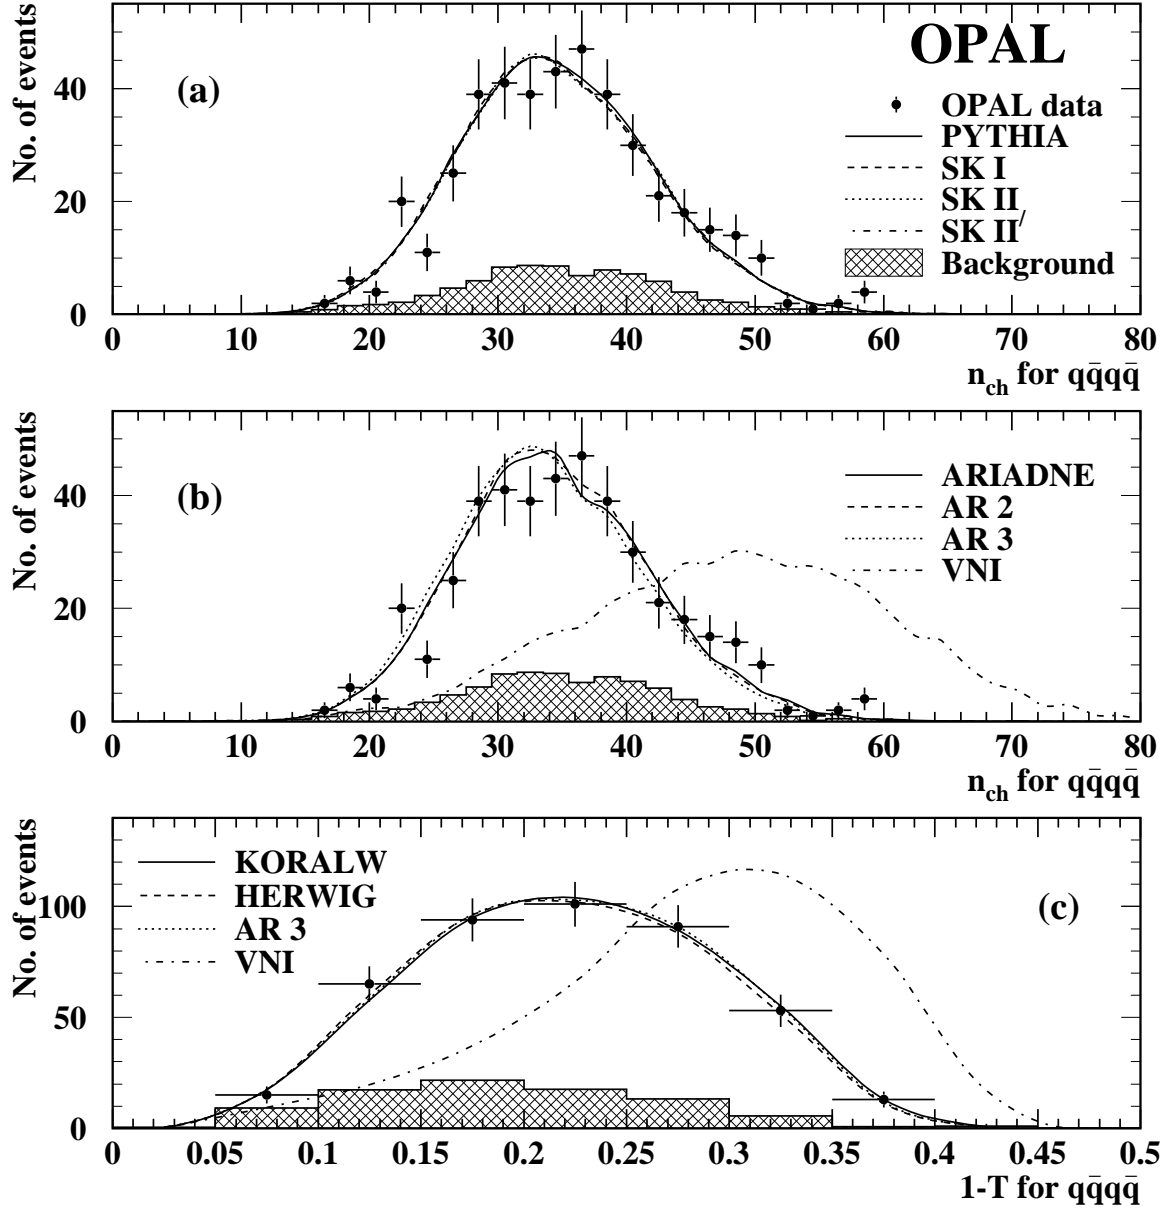 OPAL
(a)
No. of events
OPAL data
PYTHIA
SK I
SK II
SK II/
Background
40
20
0
0 10 20 30 40 50 60 70 80
n_ch for qq̄qq̄
(b)
No. of events
ARIADNE
AR 2
AR 3
VNI
40
20
0
0 10 20 30 40 50 60 70 80
n_ch for qq̄qq̄
(c)
No. of events
KORALW
HERWIG
AR 3
VNI
100
50
0
0 0.05 0.1 0.15 0.2 0.25 0.3 0.35 0.4 0.45 0.5
1-T for qq̄qq̄